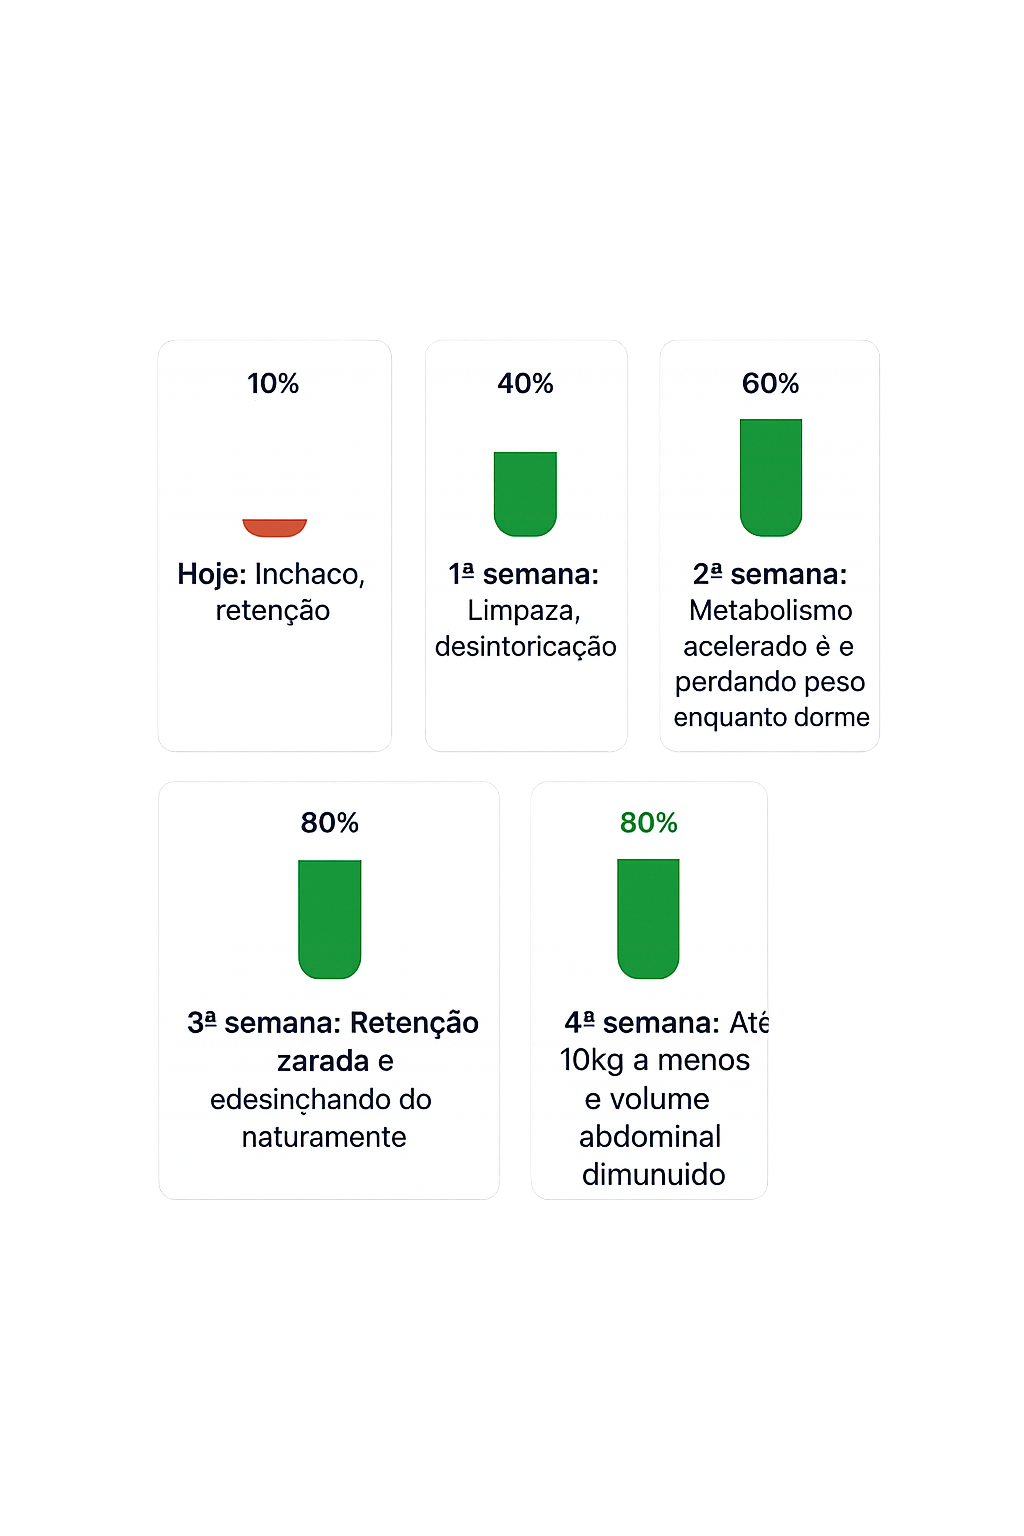 10%
Hoje: Inchaco,
retenção
40%
1ª semana:
Limpaza,
desintoricação
60%
2ª semana:
Metabolismo
acelerado è e
perdando peso
enquanto dorme
80%
3ª semana: Retenção
zarada e
edesinçhando do
naturamente
80%
4ª semana: Até
10kg a menos
e volume
abdominal
dimunuido